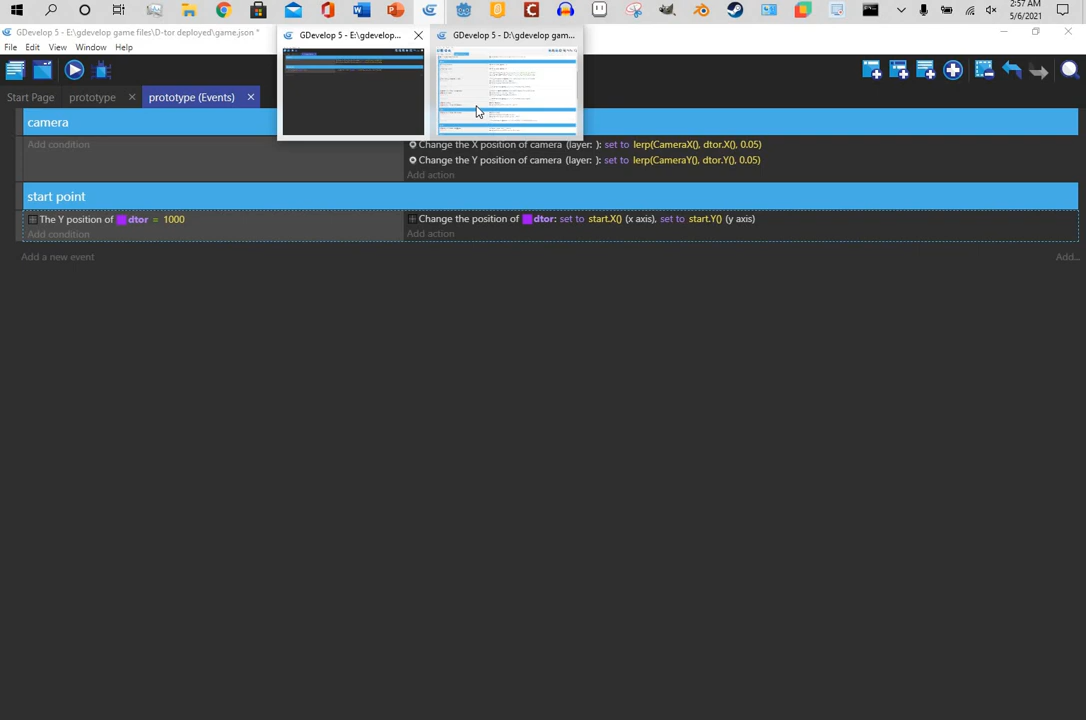 2:57 AM
5/6/2021
GDevelop 5 - E:\gdevelop game files\D-tor deployed\game.json *
GDevelop 5 - E:\gdevelop...
GDevelop 5 - D:\gdevelop gam...
File Edit View Window Help
Start Page
prototype
prototype (Events)
camera
Add condition
Change the X position of camera (layer: ): set to lerp(CameraX(), dtor.X(), 0.05)
Change the Y position of camera (layer: ): set to lerp(CameraY(), dtor.Y(), 0.05)
Add action
start point
The Y position of dtor = 1000
Change the position of dtor: set to start.X() (x axis), set to start.Y() (y axis)
Add condition
Add action
Add a new event
Add...